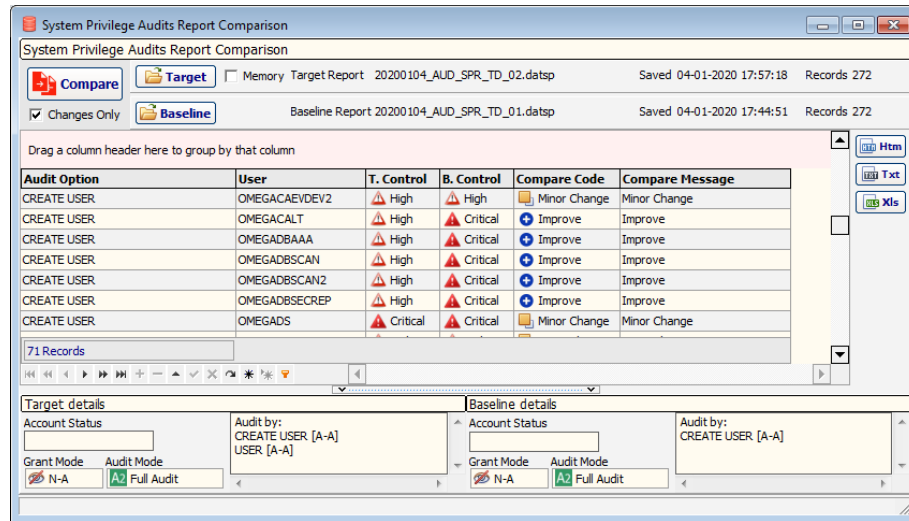 System Privilege Audits Report Comparison
System Privilege Audits Report Comparison
Compare Target Memory Target Report 20200104_AUD_SPR_TD_02.datsp Saved 04-01-2020 17:57:18 Records 272
Changes Only Baseline Baseline Report 20200104_AUD_SPR_TD_01.datsp Saved 04-01-2020 17:44:51 Records 272
Drag a column header here to group by that column
Htm
Txt
Xls
Audit Option User T. Control B. Control Compare Code Compare Message
CREATE USER OMEGACAEVDEV2 High High Minor Change Minor Change
CREATE USER OMEGACALT High Critical Improve Improve
CREATE USER OMEGADBAAA High Critical Improve Improve
CREATE USER OMEGADBSCAN High Critical Improve Improve
CREATE USER OMEGADBSCAN2 High Critical Improve Improve
CREATE USER OMEGADBSECREP High Critical Improve Improve
CREATE USER OMEGADS Critical Critical Minor Change Minor Change
71 Records
Target details Baseline details
Account Status Audit by: Account Status Audit by:
CREATE USER [A-A] CREATE USER [A-A]
USER [A-A]
Grant Mode Audit Mode Grant Mode Audit Mode
N-A A2 Full Audit N-A A2 Full Audit